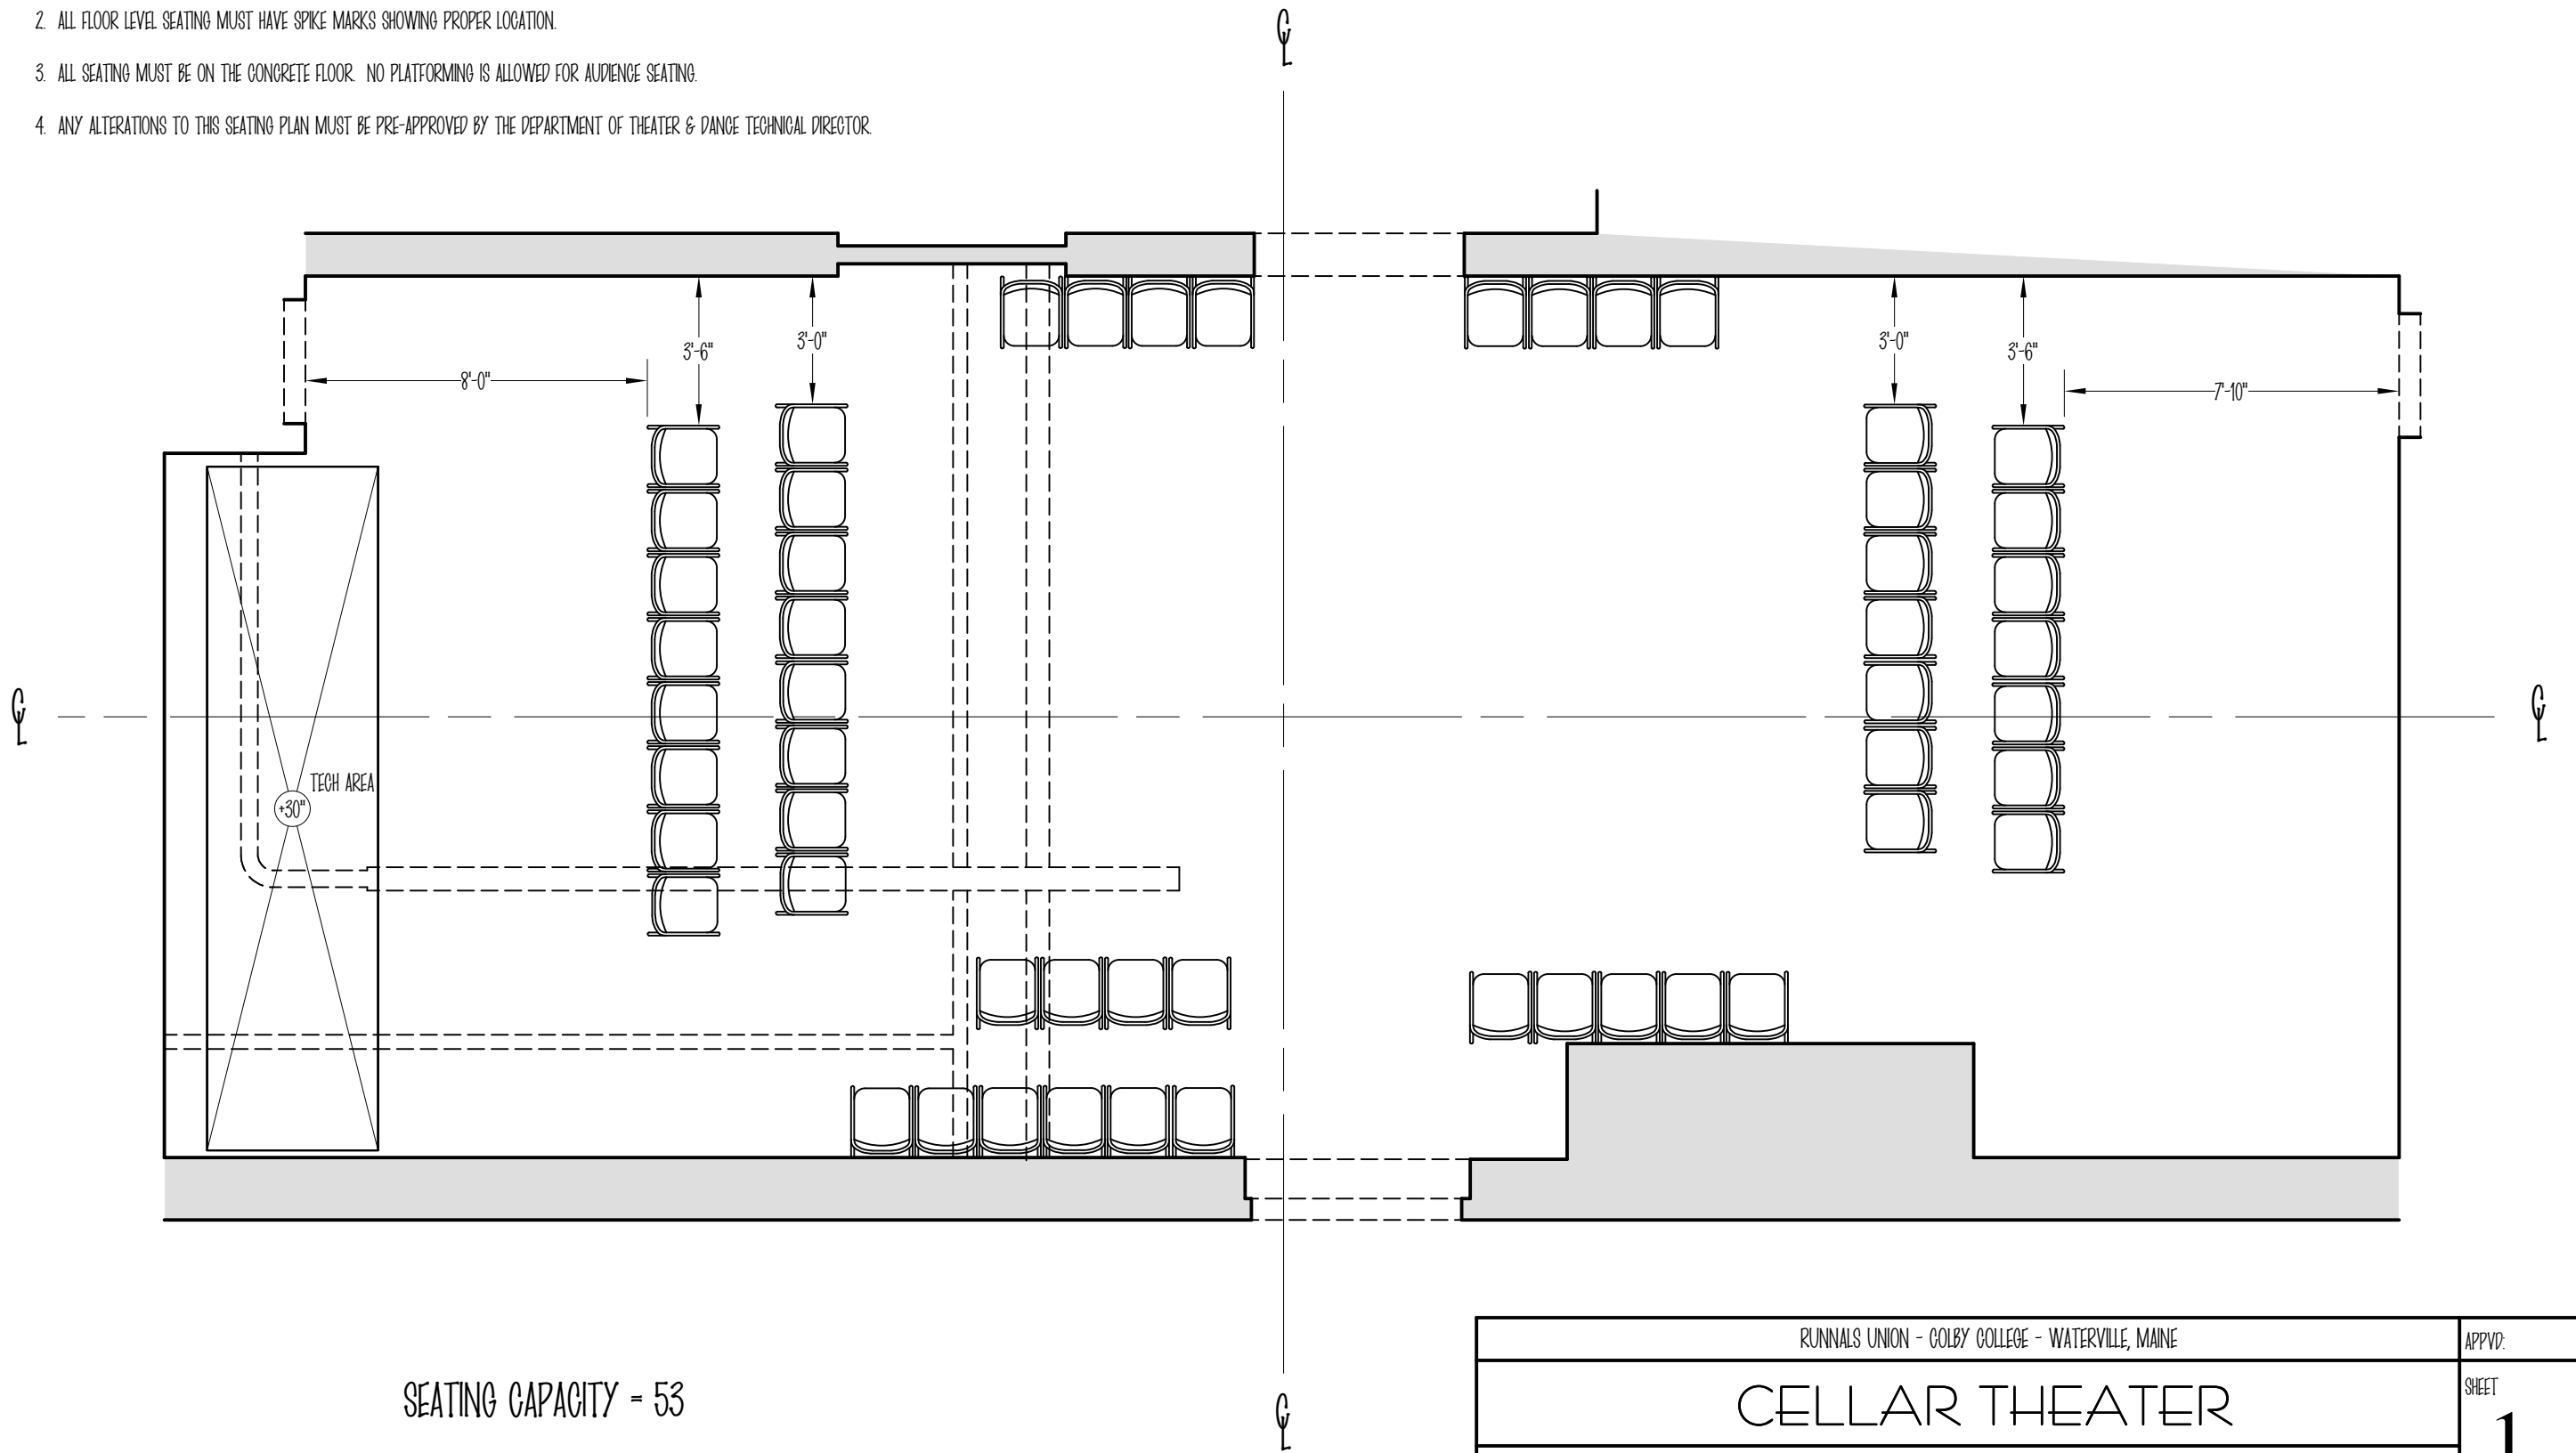 2. ALL FLOOR LEVEL SEATING MUST HAVE SPIKE MARKS SHOWING PROPER LOCATION.
3. ALL SEATING MUST BE ON THE CONCRETE FLOOR. NO PLATFORMING IS ALLOWED FOR AUDIENCE SEATING.
4. ANY ALTERATIONS TO THIS SEATING PLAN MUST BE PRE-APPROVED BY THE DEPARTMENT OF THEATER & DANCE TECHNICAL DIRECTOR.
CL
3'-6"
3'-0"
3'-0"
3'-6"
8'-0"
7'-10"
CL
CL
TECH AREA
+30"
RUNNALS UNION - COLBY COLLEGE - WATERVILLE, MAINE
APPVD:
SEATING CAPACITY = 53
CL
CELLAR THEATER
SHEET
1